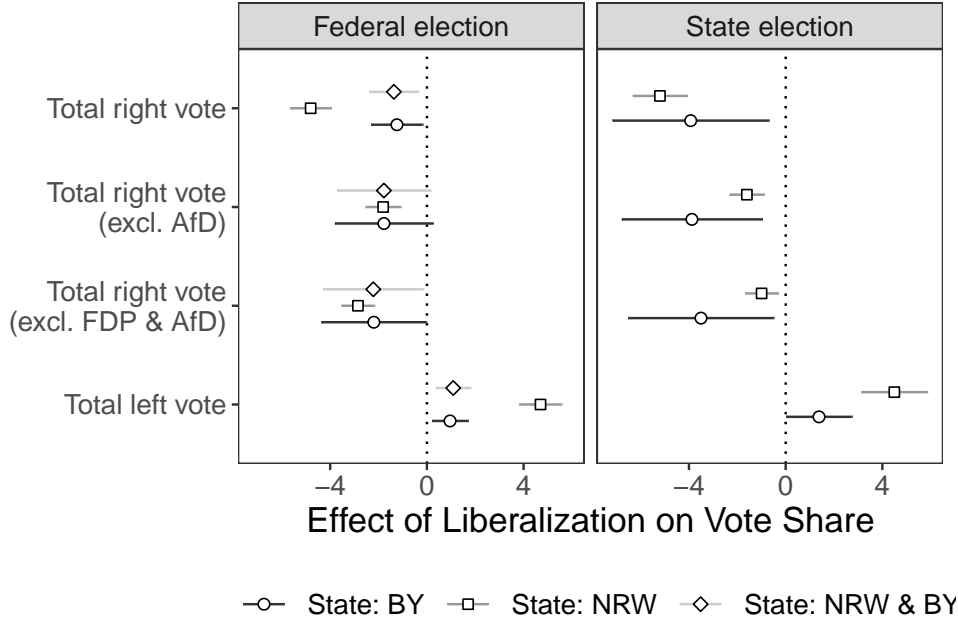 Federal election
State election
Total right vote
Total right vote
(excl. AfD)
Total right vote
(excl. FDP & AfD)
Total left vote
−4 0 4
−4 0 4
Effect of Liberalization on Vote Share
State: BY State: NRW State: NRW & BY